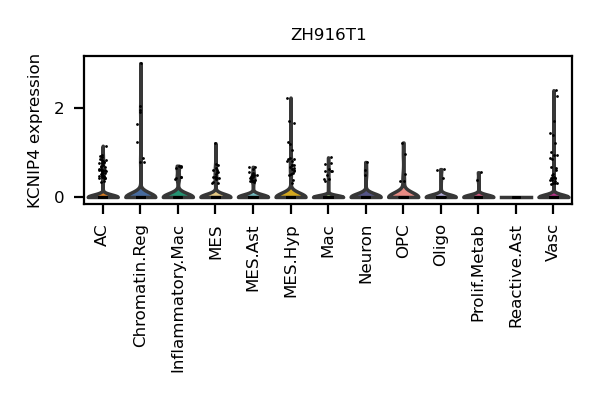 ZH916T1
KCNIP4 expression
2
0
AC
Chromatin.Reg
Inflammatory.Mac
MES
MES.Ast
MES.Hyp
Mac
Neuron
OPC
Oligo
Prolif.Metab
Reactive.Ast
Vasc